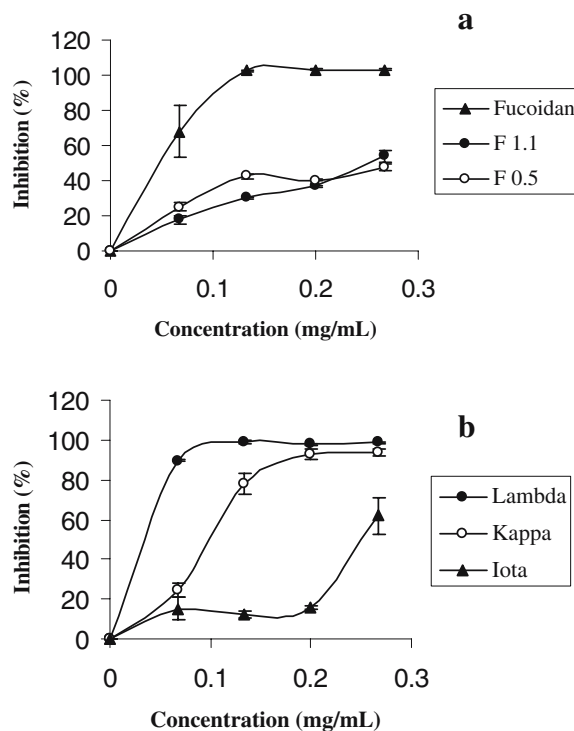 a
120
100
80
60
40
20
0
0 0.1 0.2 0.3
Inhibition (%)
Concentration (mg/mL)
Fucoidan
F 1.1
F 0.5
b
120
100
80
60
40
20
0
0 0.1 0.2 0.3
Inhibition (%)
Concentration (mg/mL)
Lambda
Kappa
Iota